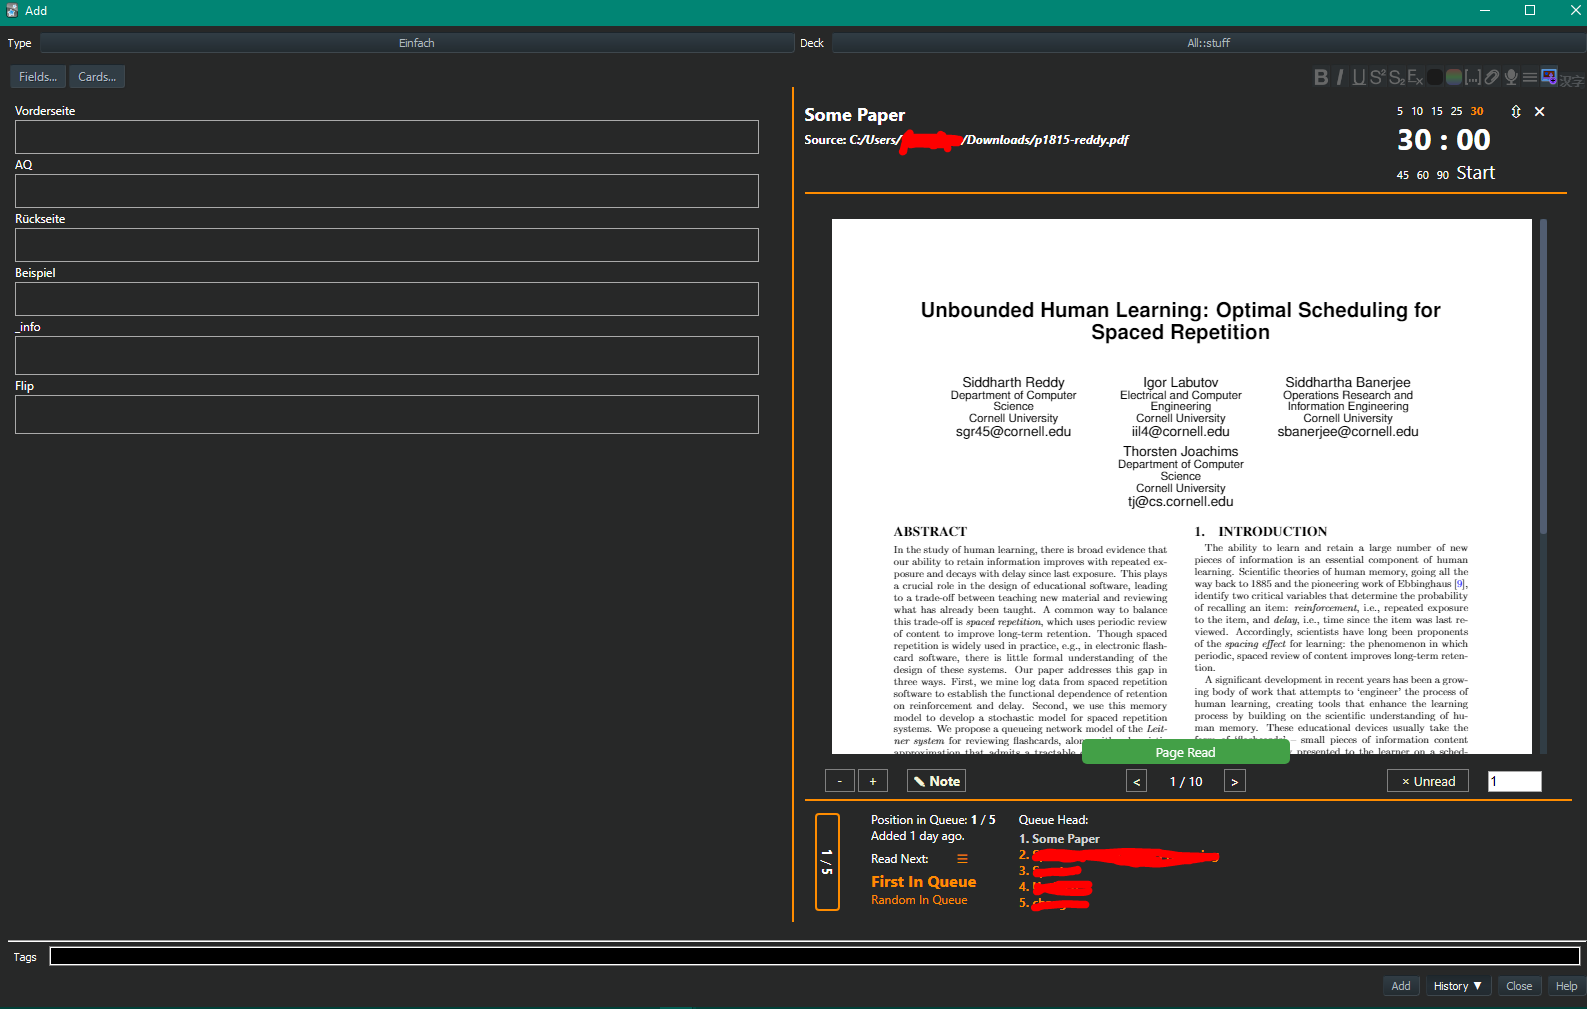 Add
Type
Einfach
Deck
All::stuff
Fields...
Cards...
Vorderseite
AQ
Rückseite
Beispiel
_info
Flip
Some Paper
Source: C:/Users/ /Downloads/p1815-reddy.pdf
5 10 15 25 30
30 : 00
45 60 90 Start
Unbounded Human Learning: Optimal Scheduling for
Spaced Repetition
Siddharth Reddy
Department of Computer
Science
Cornell University
sgr45@cornell.edu
Igor Labutov
Electrical and Computer
Engineering
Cornell University
iil4@cornell.edu
Siddhartha Banerjee
Operations Research and
Information Engineering
Cornell University
sbanerjee@cornell.edu
Thorsten Joachims
Department of Computer
Science
Cornell University
tj@cs.cornell.edu
ABSTRACT
In the study of human learning, there is broad evidence that
our ability to retain information improves with repeated ex-
posure and decays with delay since last exposure. This plays
a crucial role in the design of educational software, leading
to a trade-off between teaching new material and reviewing
what has already been taught. A common way to balance
this trade-off is spaced repetition, which uses periodic review
of content to improve long-term retention. Though spaced
repetition is widely used in practice, e.g., in electronic flash-
card software, there is little formal understanding of the
design of these systems. Our paper addresses this gap in
three ways. First, we mine log data from spaced repetition
software to establish the functional dependence of retention
on reinforcement and delay. Second, we use this memory
model to develop a stochastic model for spaced repetition
systems. We propose a queueing network model of the Leit-
ner system for reviewing flashcards,
approximation that admits a tractable
1. INTRODUCTION
The ability to learn and retain a large number of new
pieces of information is an essential component of human
learning. Scientific theories of human memory, going all the
way back to 1885 and the pioneering work of Ebbinghaus [9],
identify two critical variables that determine the probability
of recalling an item: reinforcement, i.e., repeated exposure
to the item, and delay, i.e., time since the item was last re-
viewed. Accordingly, scientists have long been proponents
of the spacing effect for learning: the phenomenon in which
periodic, spaced review of content improves long-term reten-
tion.
A significant development in recent years has been a grow-
ing body of work that attempts to ‘engineer’ the process of
human learning, creating tools that enhance the learning
process by building on the scientific understanding of hu-
man memory. These educational devices usually take the
– small pieces of information content
presented to the learner on a sched-
Page Read
- + Note < 1 / 10 > × Unread 1
1 / 5
Position in Queue: 1 / 5
Added 1 day ago.
Read Next:
First In Queue
Random In Queue
Queue Head:
1. Some Paper
2.
3.
4.
5.
Tags
Add
History ▼
Close
Help